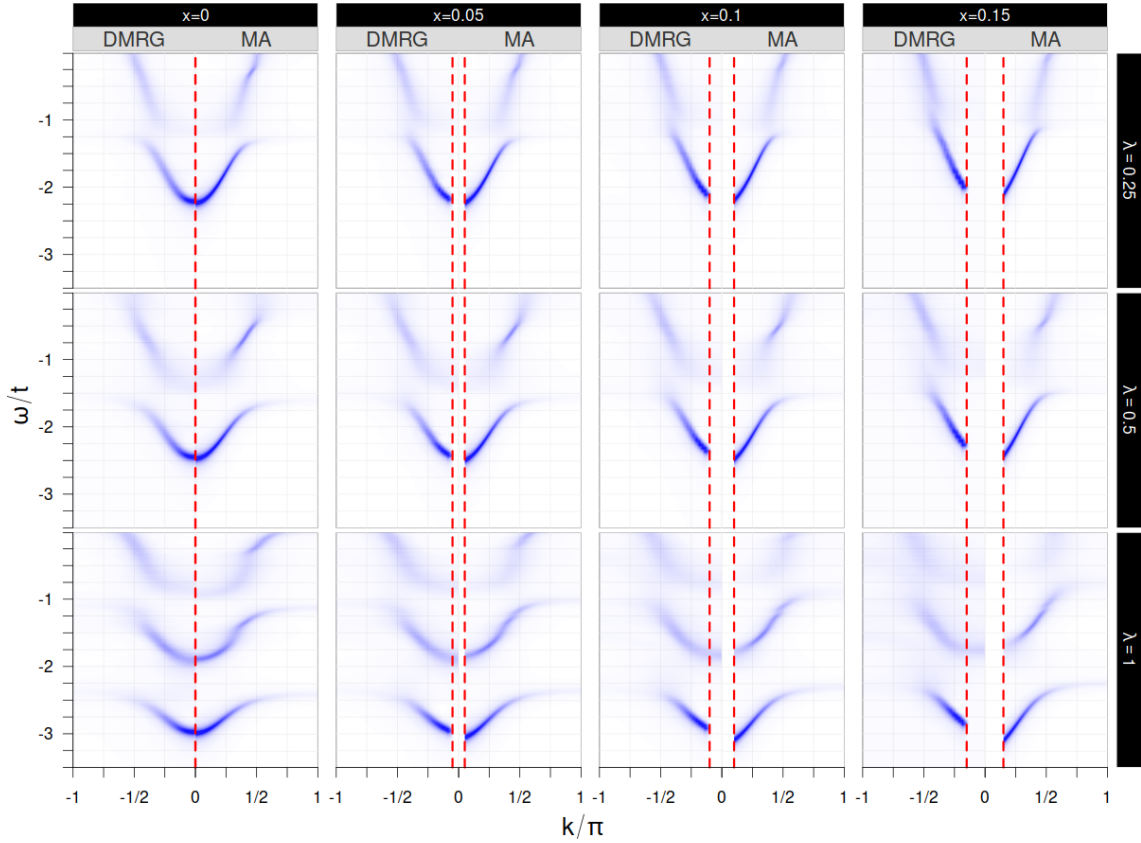 x=0 x=0.05 x=0.1 x=0.15
DMRG MA DMRG MA DMRG MA DMRG MA
-1
-2
-3
λ = 0.25
-1
-2
-3
λ = 0.5
ω/t
-1
-2
-3
λ = 1
-1 -1/2 0 1/2 1 -1 -1/2 0 1/2 1 -1 -1/2 0 1/2 1 -1 -1/2 0 1/2 1
k/π